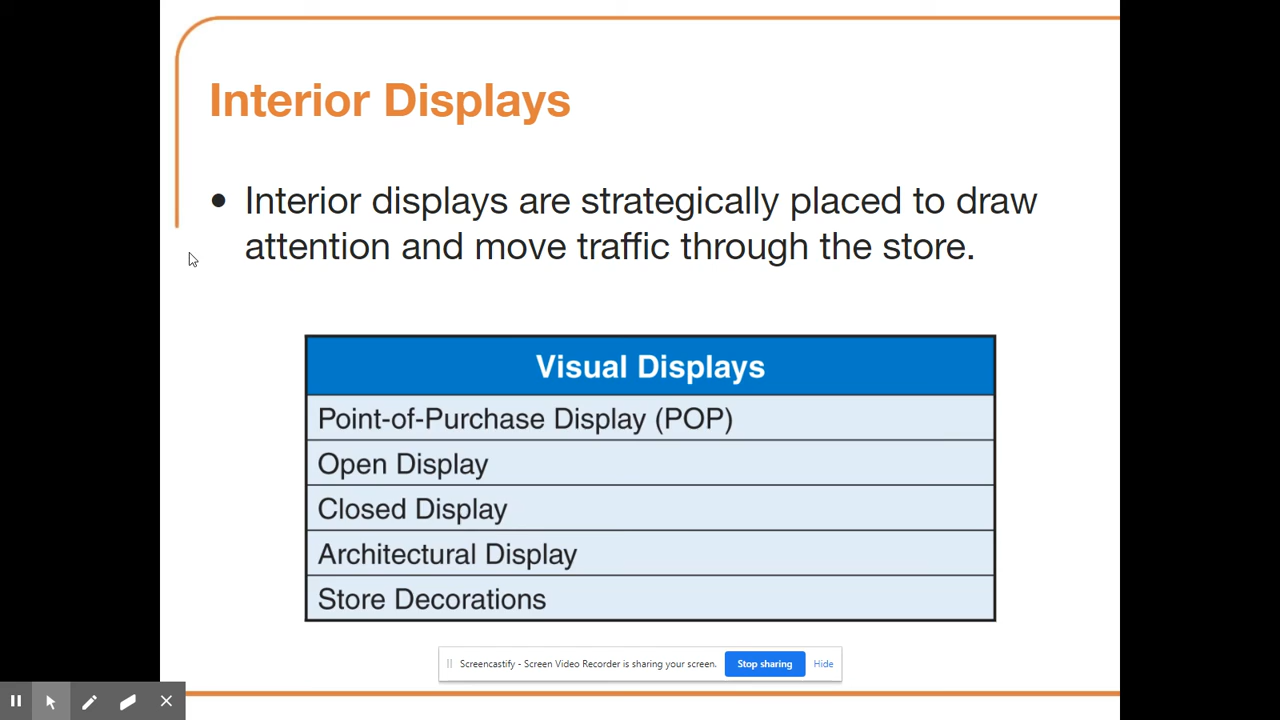 Interior Displays
• Interior displays are strategically placed to draw
attention and move traffic through the store.
Visual Displays
Point-of-Purchase Display (POP)
Open Display
Closed Display
Architectural Display
Store Decorations
Screencastify - Screen Video Recorder is sharing your screen. Stop sharing Hide